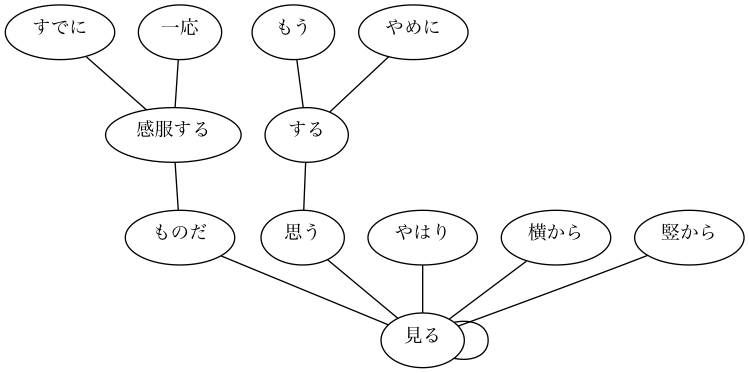 すでに
一応
もう
やめに
感服する
する
ものだ
思う
やはり
横から
竪から
見る